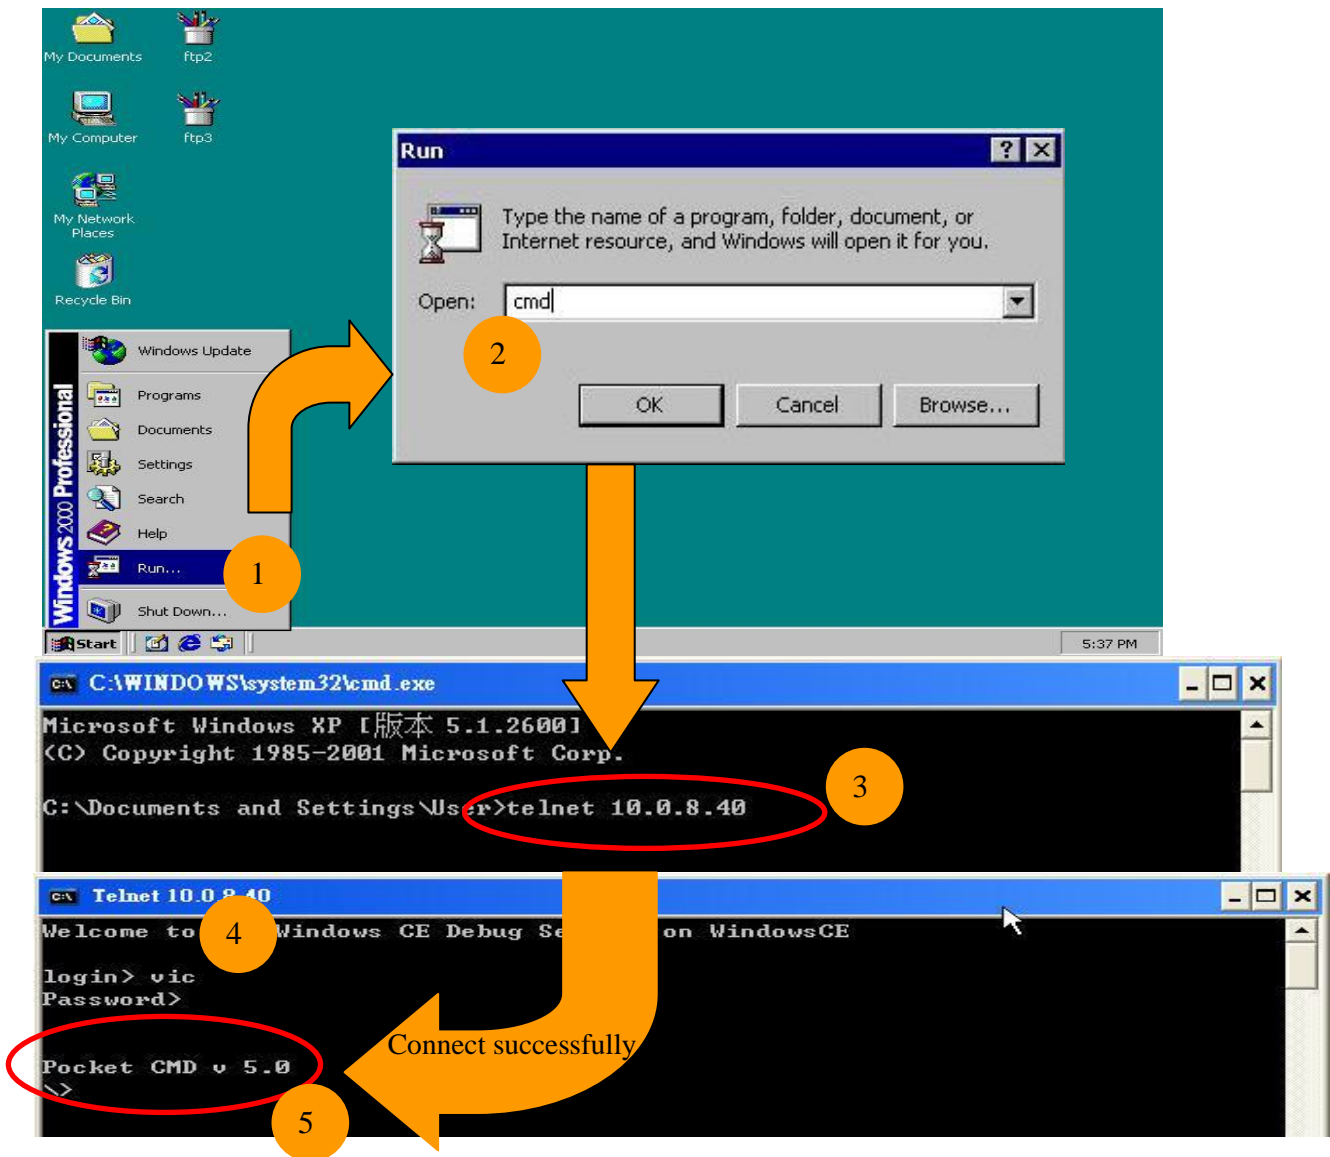 My Documents
ftp2
My Computer
ftp3
My Network
Places
Recycle Bin
Run
Type the name of a program, folder, document, or
Internet resource, and Windows will open it for you.
Open: cmd
2
OK Cancel Browse...
Windows 2000 Professional
Windows Update
Programs
Documents
Settings
Search
Help
Run...
1
Shut Down...
Start
5:37 PM
C:\WINDOWS\system32\cmd.exe
Microsoft Windows XP [版本 5.1.2600]
(C) Copyright 1985-2001 Microsoft Corp.
3
C:\Documents and Settings\User>telnet 10.0.8.40
Telnet 10.0.8.40
4
Welcome to Windows CE Debug Se on WindowsCE
login> vic
Password>
Connect successfully
Pocket CMD v 5.0
\>
5